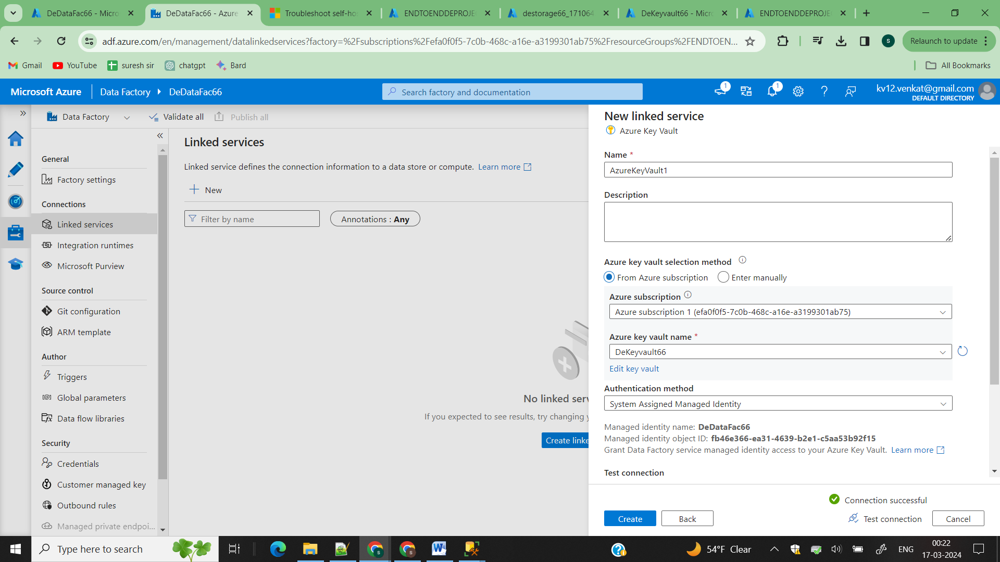 DeDataFac66 - Micro
DeDataFac66 - Azure
Troubleshoot self-hos
ENDTOENDDEPROJE
destorage66_171064
DeKeyvault66 - Micr
ENDTOENDDEPROJE
adf.azure.com/en/management/datalinkedservices?factory=%2Fsubscriptions%2Fefa0f0f5-7c0b-468c-a16e-a3199301ab75%2FresourceGroups%2FENDTOEN...
s
Relaunch to update
Gmail
YouTube
suresh sir
chatgpt
Bard
All Bookmarks
Microsoft Azure
Data Factory
DeDataFac66
Search factory and documentation
1
1
kv12.venkat@gmail.com
DEFAULT DIRECTORY
Data Factory
Validate all
Publish all
General
Factory settings
Connections
Linked services
Integration runtimes
Microsoft Purview
Source control
Git configuration
ARM template
Author
Triggers
Global parameters
Data flow libraries
Security
Credentials
Customer managed key
Outbound rules
Managed private endpoi...
Linked services
Linked service defines the connection information to a data store or compute. Learn more
New
Filter by name
Annotations : Any
No linked serv
If you expected to see results, try changing y
Create linke
New linked service
Azure Key Vault
Name *
AzureKeyVault1
Description
Azure key vault selection method
From Azure subscription
Enter manually
Azure subscription
Azure subscription 1 (efa0f0f5-7c0b-468c-a16e-a3199301ab75)
Azure key vault name *
DeKeyvault66
Edit key vault
Authentication method
System Assigned Managed Identity
Managed identity name: DeDataFac66
Managed identity object ID: fb46e366-ea31-4639-b2e1-c5aa53b92f15
Grant Data Factory service managed identity access to your Azure Key Vault. Learn more
Test connection
Connection successful
Create
Back
Test connection
Cancel
Type here to search
54°F Clear
ENG
00:22
17-03-2024